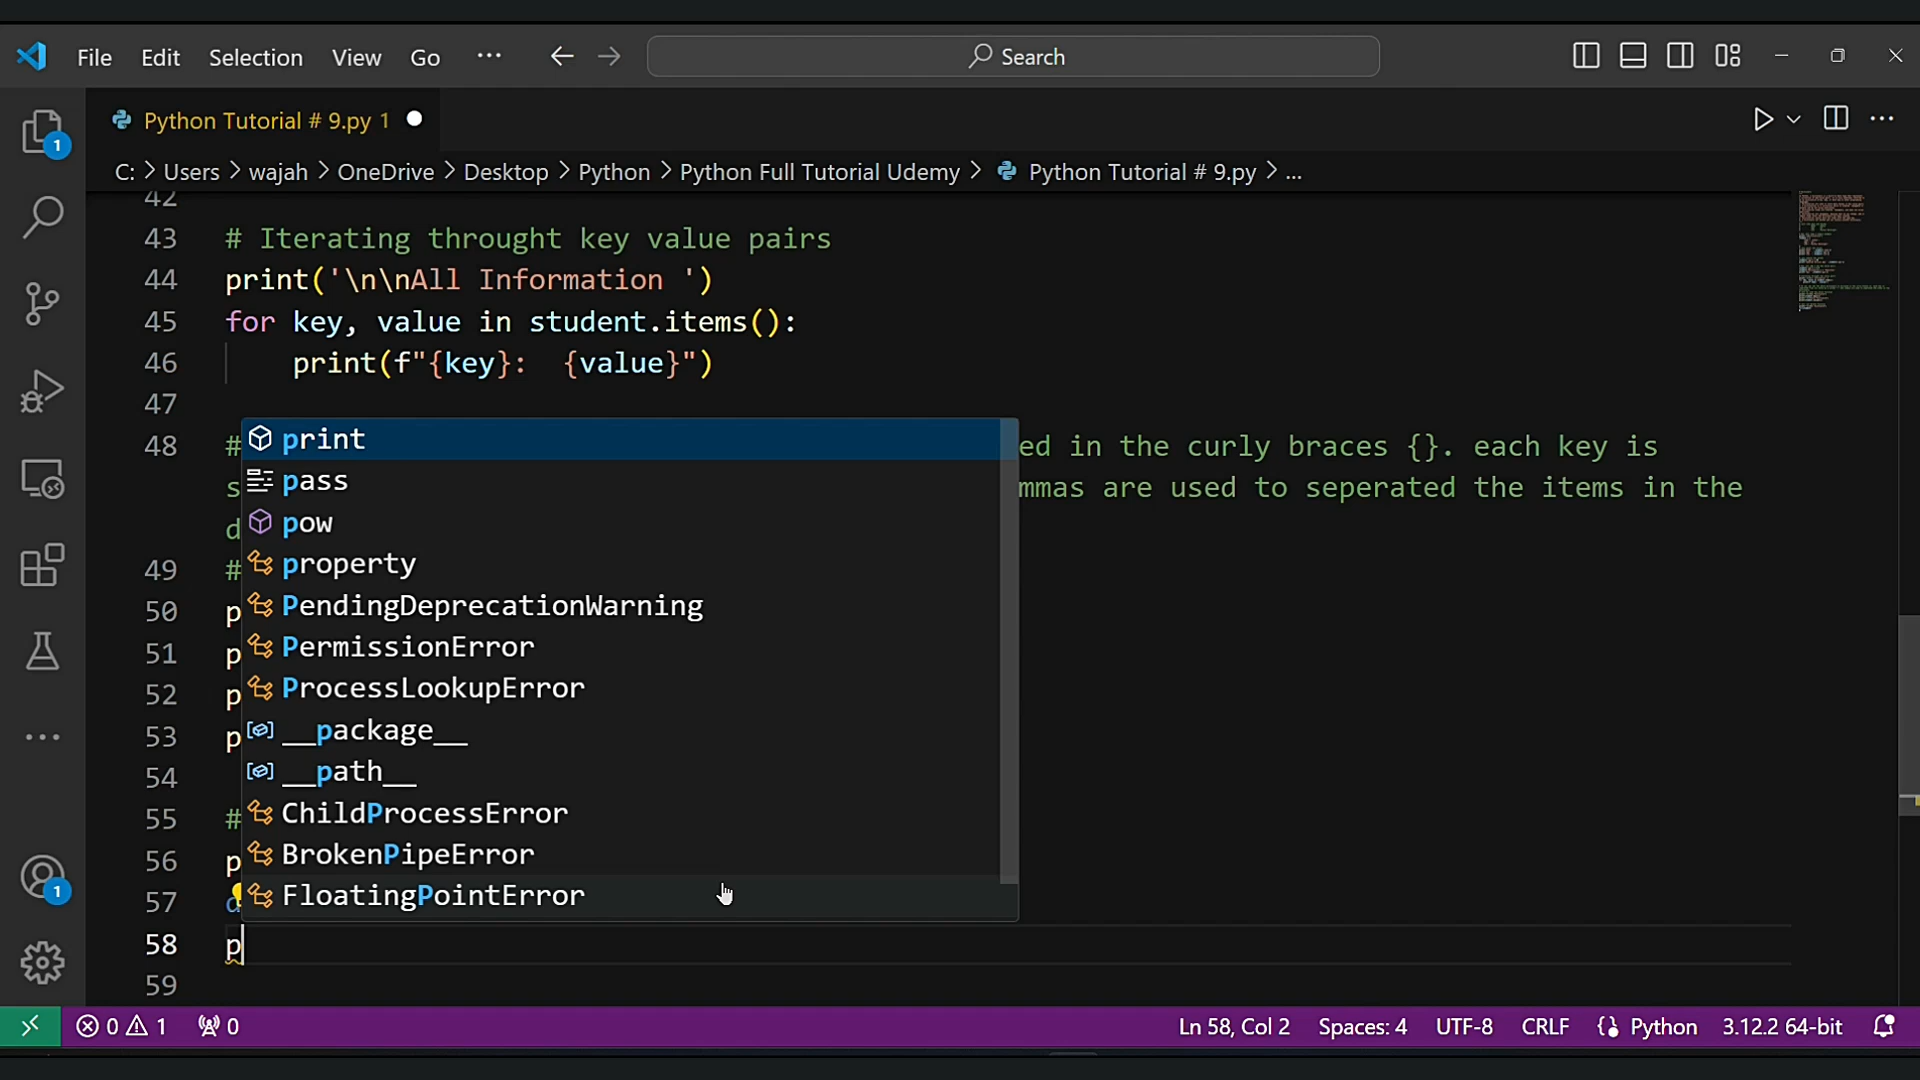 File Edit Selection View Go ··· Search
Python Tutorial # 9.py 1
C: > Users > wajah > OneDrive > Desktop > Python > Python Full Tutorial Udemy > Python Tutorial # 9.py > ...
42
43 # Iterating throught key value pairs
44 print('\n\nAll Information ')
45 for key, value in student.items():
46 print(f"{key}:  {value}")
47
print
48 # ed in the curly braces {}. each key is
pass
s mmas are used to seperated the items in the
pow
d
property
49 #
PendingDeprecationWarning
50 p
PermissionError
51 p
ProcessLookupError
52 p
__package__
53 p
__path__
54
ChildProcessError
55 #
BrokenPipeError
56 p
FloatingPointError
57 d
58 p
59
0 1 0 Ln 58, Col 2 Spaces: 4 UTF-8 CRLF Python 3.12.2 64-bit
1
1